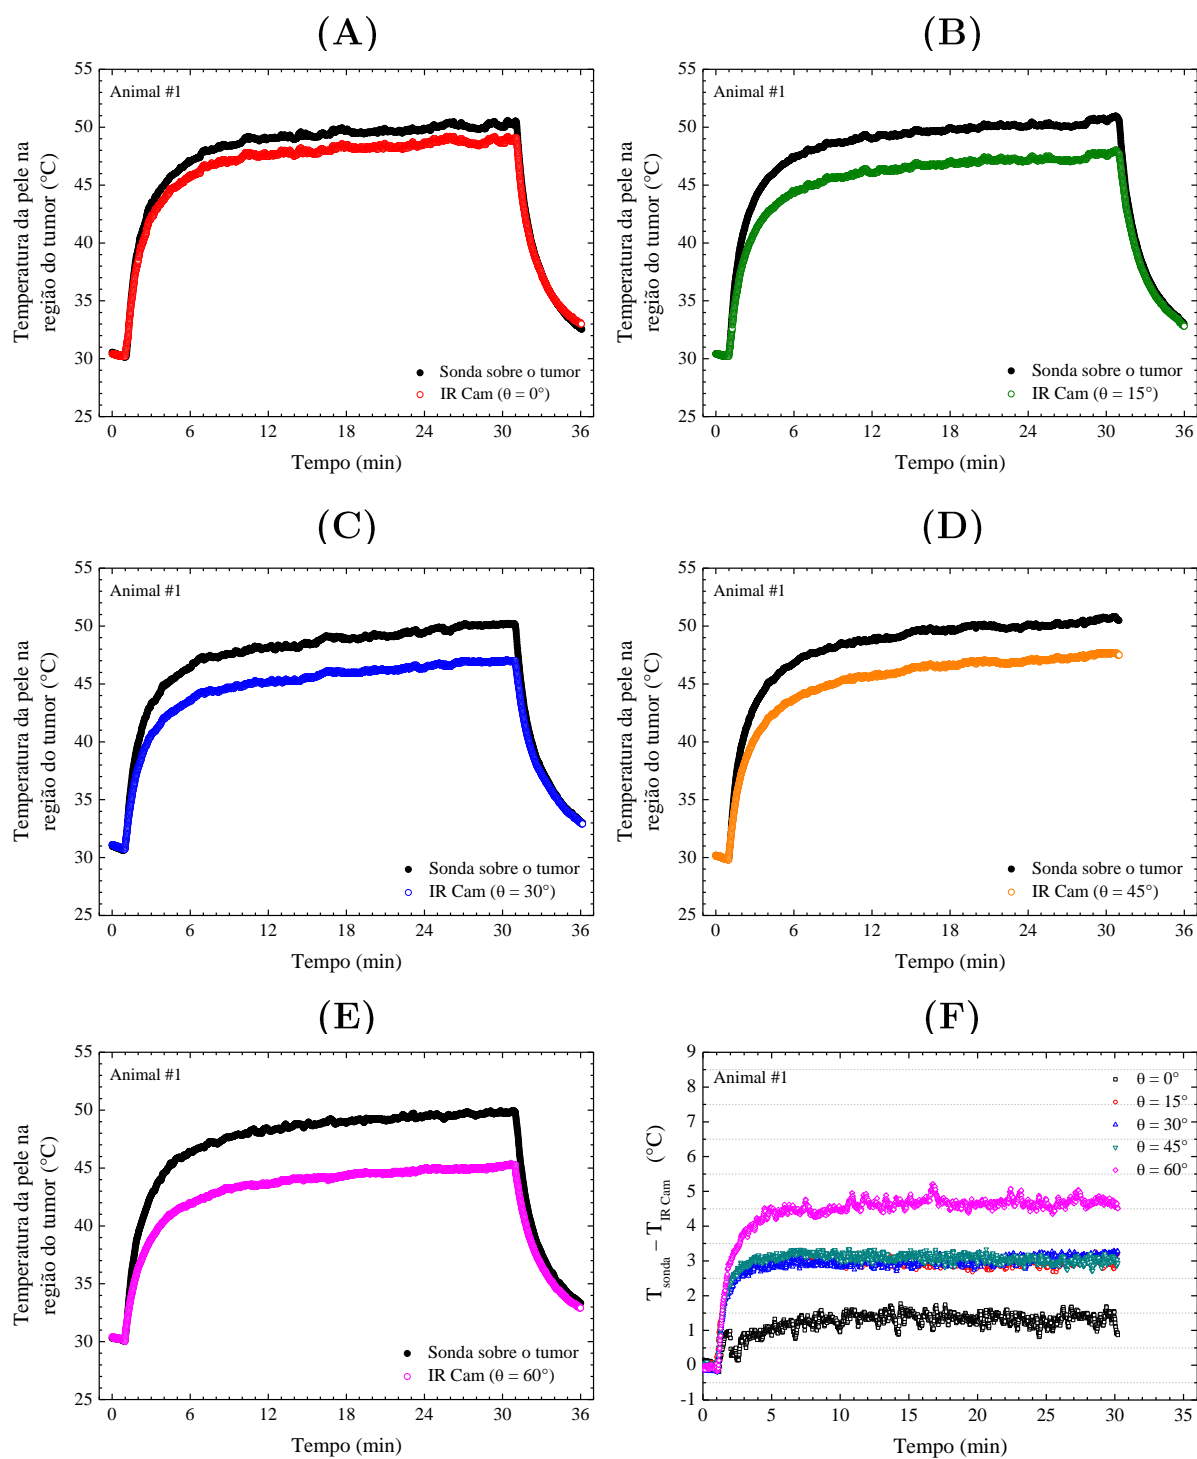 (A)
55
50
45
40
35
30
25
Temperatura da pele na
região do tumor (°C)
Animal #1
Sonda sobre o tumor
IR Cam (θ = 0°)
0 6 12 18 24 30 36
Tempo (min)
(B)
55
50
45
40
35
30
25
Temperatura da pele na
região do tumor (°C)
Animal #1
Sonda sobre o tumor
IR Cam (θ = 15°)
0 6 12 18 24 30 36
Tempo (min)
(C)
55
50
45
40
35
30
25
Temperatura da pele na
região do tumor (°C)
Animal #1
Sonda sobre o tumor
IR Cam (θ = 30°)
0 6 12 18 24 30 36
Tempo (min)
(D)
55
50
45
40
35
30
25
Temperatura da pele na
região do tumor (°C)
Animal #1
Sonda sobre o tumor
IR Cam (θ = 45°)
0 6 12 18 24 30 36
Tempo (min)
(E)
55
50
45
40
35
30
25
Temperatura da pele na
região do tumor (°C)
Animal #1
Sonda sobre o tumor
IR Cam (θ = 60°)
0 6 12 18 24 30 36
Tempo (min)
(F)
9
8
7
6
5
4
3
2
1
0
-1
T sonda − T IR Cam (°C)
Animal #1
θ = 0°
θ = 15°
θ = 30°
θ = 45°
θ = 60°
0 5 10 15 20 25 30 35
Tempo (min)